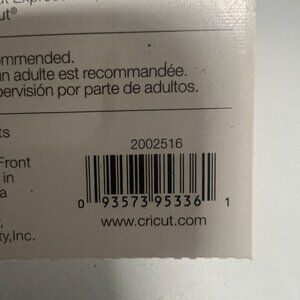 ut®
ommended.
un adulte est recommandée.
pervisión por parte de adultos.
ts
2002516
Front
in
a
0 93573 95336 1
ty,Inc.
www.cricut.com